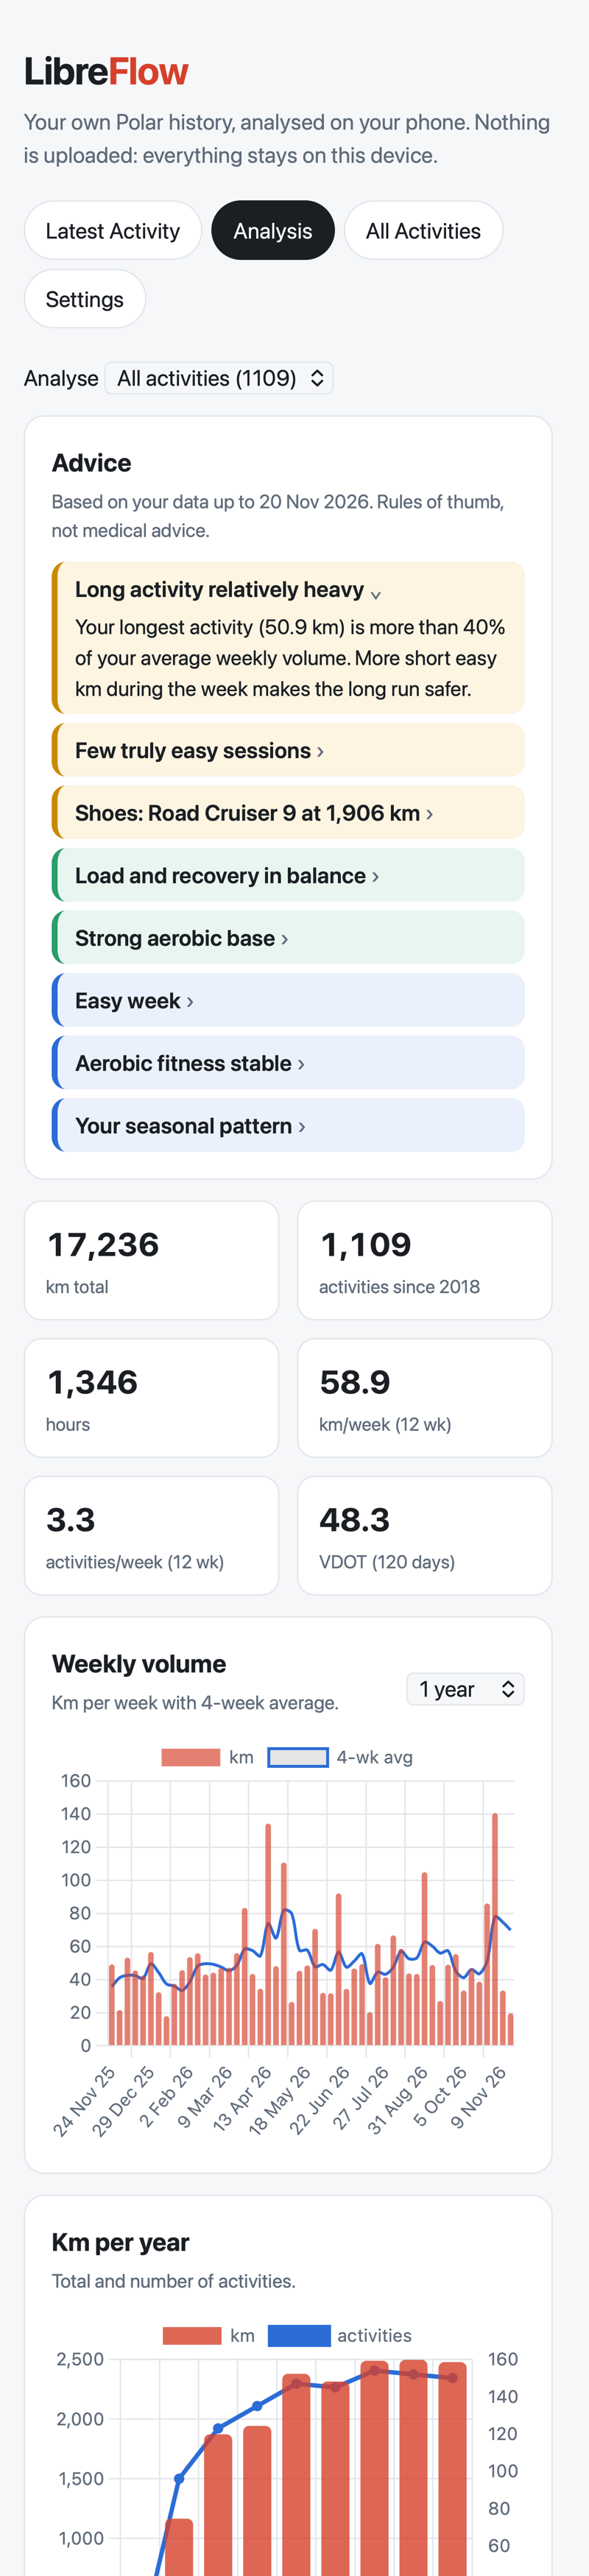 LibreFlow
Your own Polar history, analysed on your phone. Nothing
is uploaded: everything stays on this device.
Latest Activity
Analysis
All Activities
Settings
Analyse All activities (1109)
Advice
Based on your data up to 20 Nov 2026. Rules of thumb,
not medical advice.
Long activity relatively heavy
Your longest activity (50.9 km) is more than 40%
of your average weekly volume. More short easy
km during the week makes the long run safer.
Few truly easy sessions ›
Shoes: Road Cruiser 9 at 1,906 km ›
Load and recovery in balance ›
Strong aerobic base ›
Easy week ›
Aerobic fitness stable ›
Your seasonal pattern ›
17,236
km total
1,109
activities since 2018
1,346
hours
58.9
km/week (12 wk)
3.3
activities/week (12 wk)
48.3
VDOT (120 days)
Weekly volume
Km per week with 4-week average.
1 year
km
4-wk avg
160
140
120
100
80
60
40
20
0
24 Nov 25
29 Dec 25
2 Feb 26
9 Mar 26
13 Apr 26
18 May 26
22 Jun 26
27 Jul 26
31 Aug 26
5 Oct 26
9 Nov 26
Km per year
Total and number of activities.
km
activities
2,500
2,000
1,500
1,000
160
140
120
100
80
60